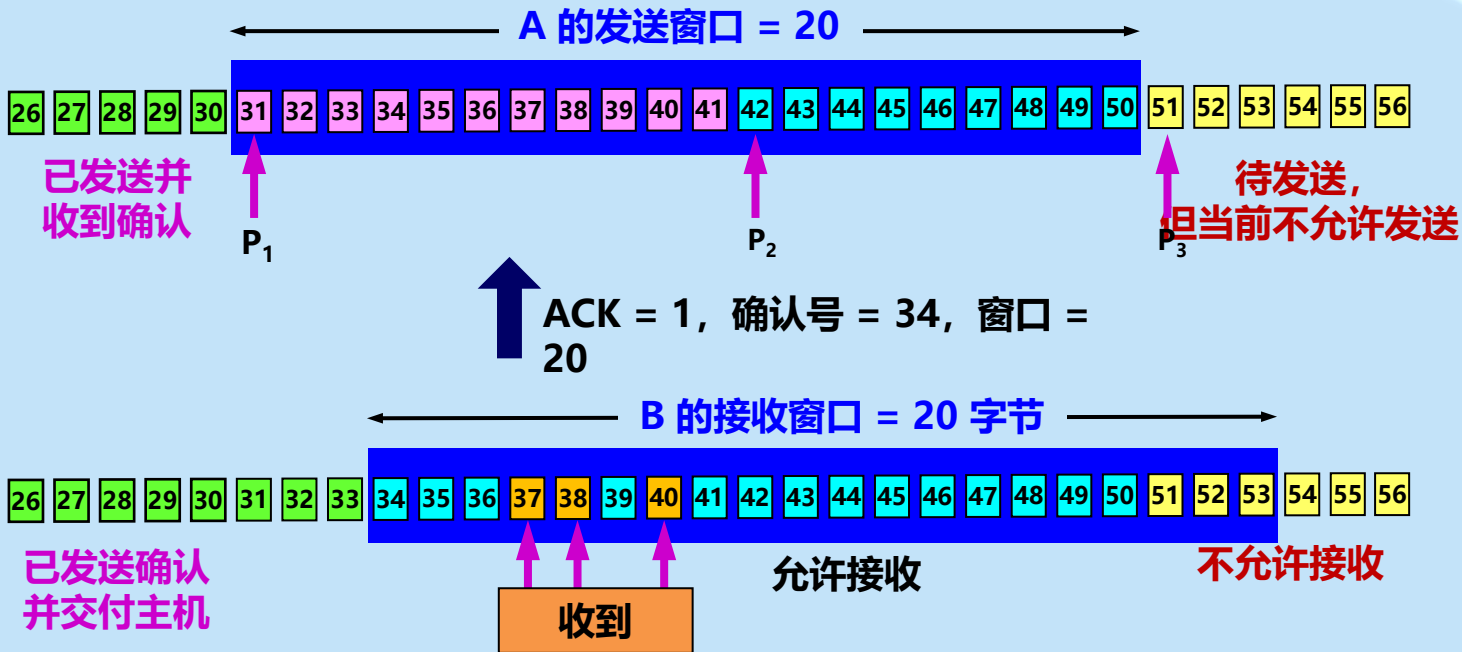 A 的发送窗口 = 20
26 27 28 29 30 31 32 33 34 35 36 37 38 39 40 41 42 43 44 45 46 47 48 49 50 51 52 53 54 55 56
已发送并
收到确认
P1
P2
P3
待发送，
但当前不允许发送
ACK = 1，确认号 = 34，窗口 =
20
B 的接收窗口 = 20 字节
26 27 28 29 30 31 32 33 34 35 36 37 38 39 40 41 42 43 44 45 46 47 48 49 50 51 52 53 54 55 56
已发送确认
并交付主机
收到
允许接收
不允许接收